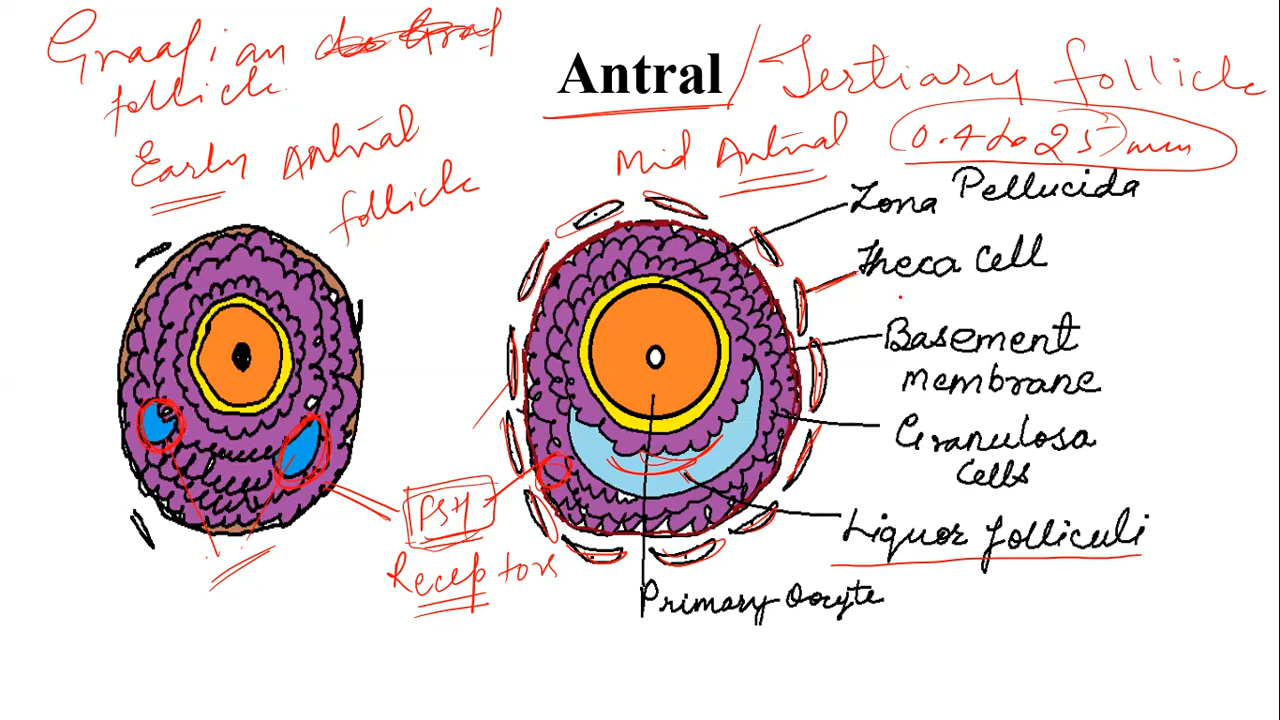 Graafian
follicle
Antral / Tertiary follicle
Early Antral
follicle
Mid Antral (0.4 to 25) mm
Zona Pellucida
Theca Cell
Basement
membrane
Granulosa
Cells
Liquor folliculi
FSH
Receptors
Primary Oocyte